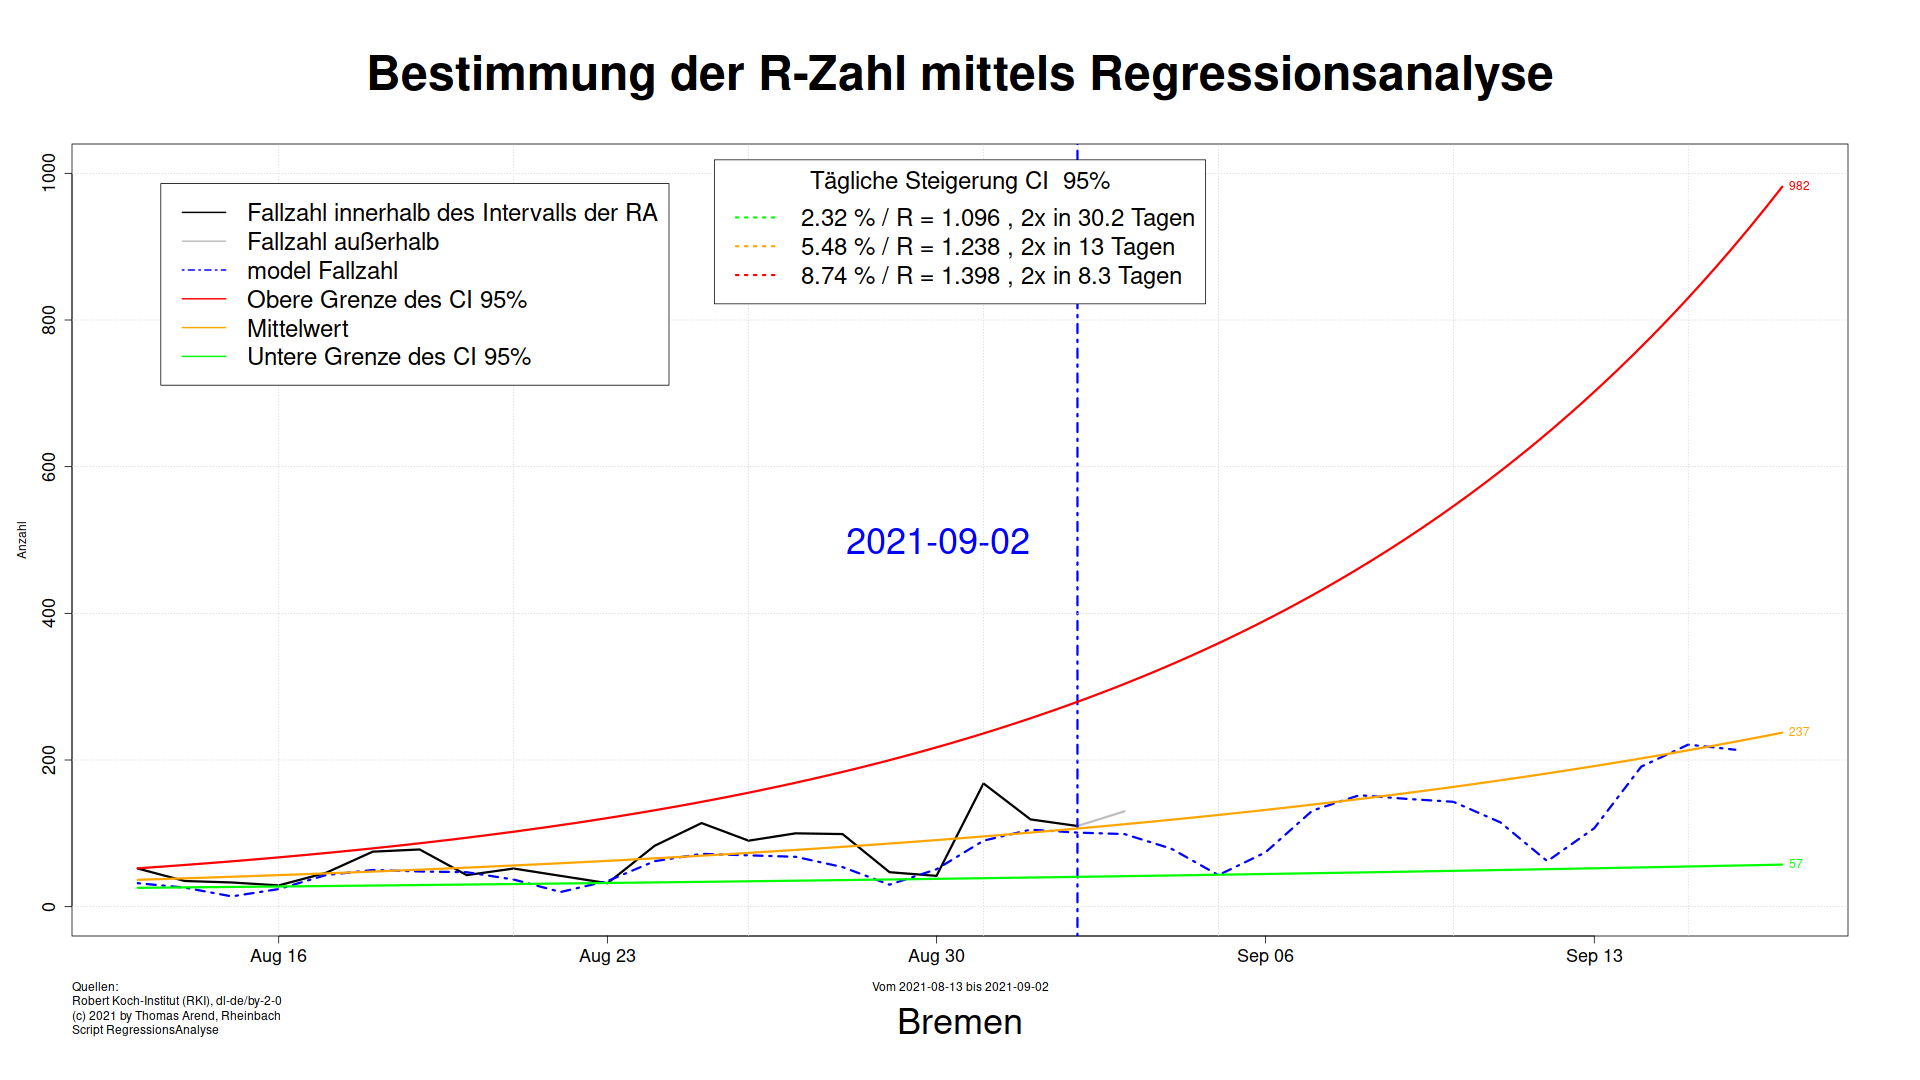 Bestimmung der R-Zahl mittels Regressionsanalyse
Fallzahl innerhalb des Intervalls der RA
Fallzahl außerhalb
model Fallzahl
Obere Grenze des CI 95%
Mittelwert
Untere Grenze des CI 95%
Tägliche Steigerung CI 95%
2.32 % / R = 1.096 , 2x in 30.2 Tagen
5.48 % / R = 1.238 , 2x in 13 Tagen
8.74 % / R = 1.398 , 2x in 8.3 Tagen
982
237
57
2021-09-02
Anzahl
1000
800
600
400
200
0
Aug 16
Aug 23
Aug 30
Sep 06
Sep 13
Quellen:
Robert Koch-Institut (RKI), dl-de/by-2-0
(c) 2021 by Thomas Arend, Rheinbach
Script RegressionsAnalyse
Vom 2021-08-13 bis 2021-09-02
Bremen